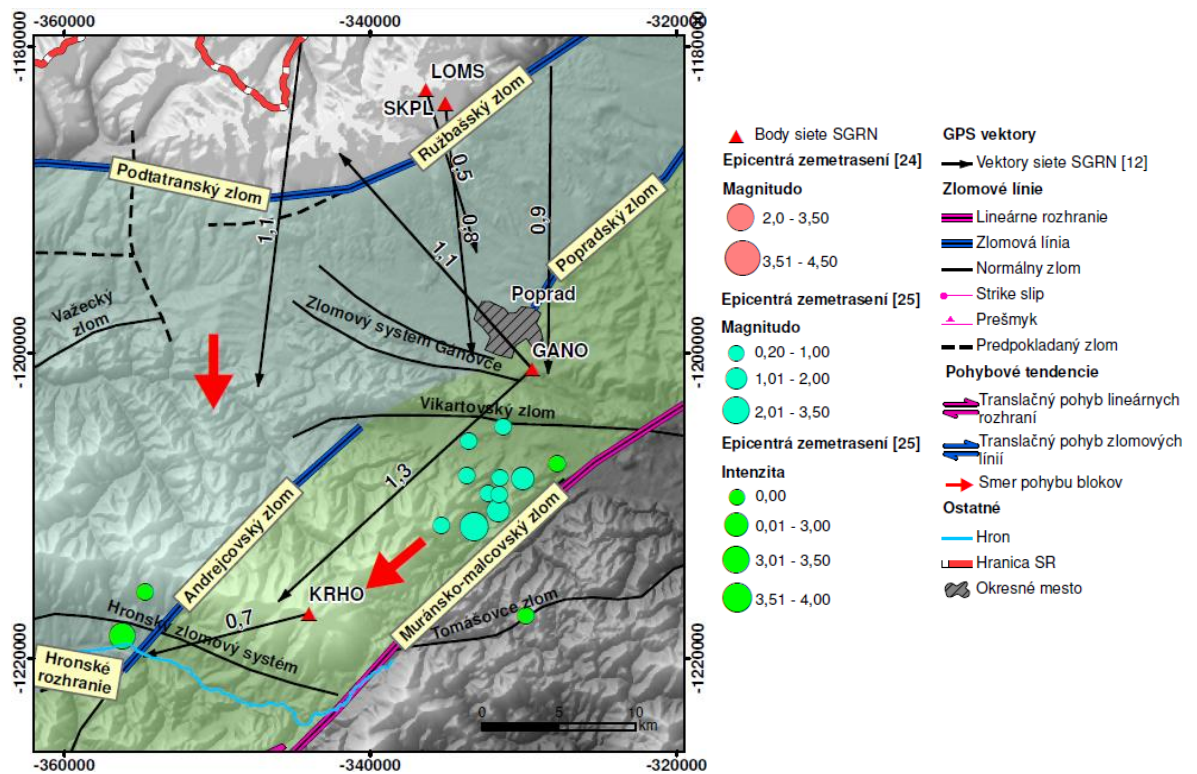 -360000
-340000
-320000
-1180000
-1180000
LOMS
SKPL
Ružbašský zlom
Podtatranský zlom
0,5
0,8
0,9
1,1
1,1
Popradský zlom
Poprad
Važecký
zlom
Zlomový systém Gánovce
GANO
-1200000
-1200000
Vikartovský zlom
1,3
Andrejcovský zlom
Muránsko-malcovský zlom
KRHO
0,7
Tomášovce zlom
Hronský zlomový systém
Hronské
rozhranie
-1220000
-1220000
0
5
10
km
-360000
-340000
-320000
Body siete SGRN
Epicentrá zemetrasení [24]
Magnitudo
2,0 - 3,50
3,51 - 4,50
Epicentrá zemetrasení [25]
Magnitudo
0,20 - 1,00
1,01 - 2,00
2,01 - 3,50
Epicentrá zemetrasení [25]
Intenzita
0,00
0,01 - 3,00
3,01 - 3,50
3,51 - 4,00
GPS vektory
Vektory siete SGRN [12]
Zlomové línie
Lineárne rozhranie
Zlomová línia
Normálny zlom
Strike slip
Prešmyk
Predpokladaný zlom
Pohybové tendencie
Translačný pohyb lineárnych
rozhraní
Translačný pohyb zlomových
línií
Smer pohybu blokov
Ostatné
Hron
Hranica SR
Okresné mesto